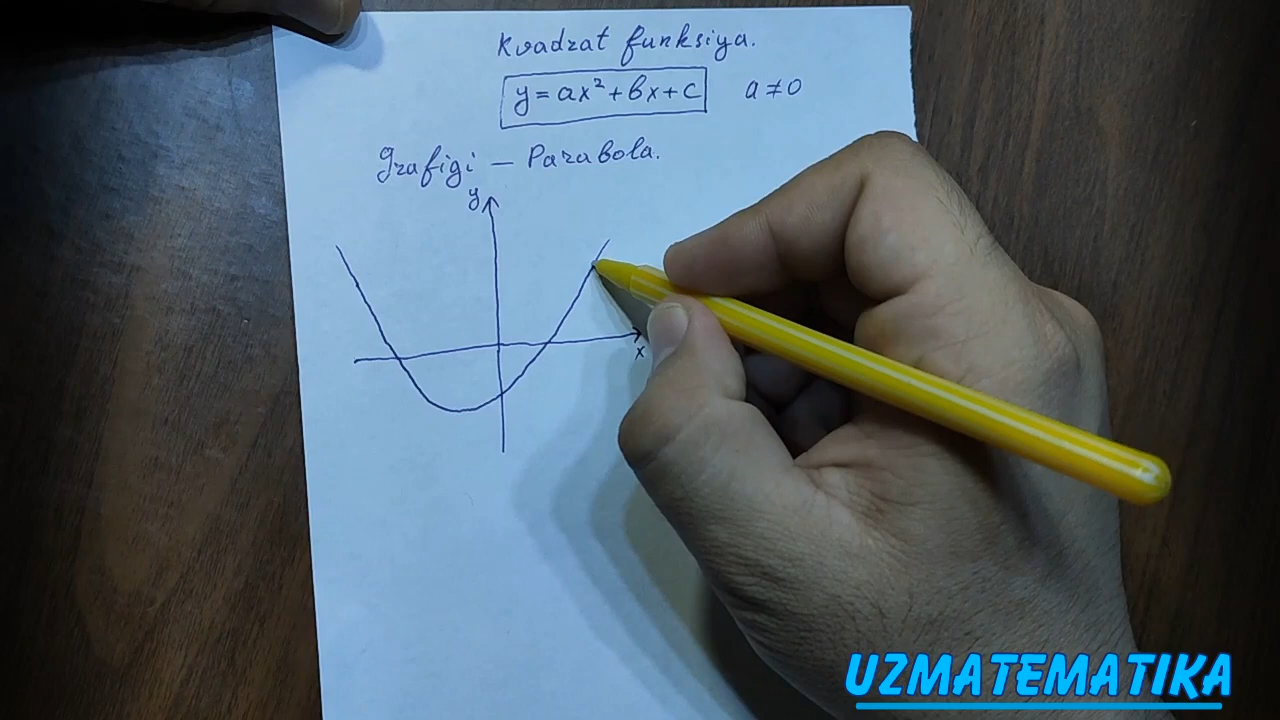 Kvadrat funksiya.
y = ax² + bx + c a ≠ 0
Grafigi — Parabola.
y
x
UZMATEMATIKA